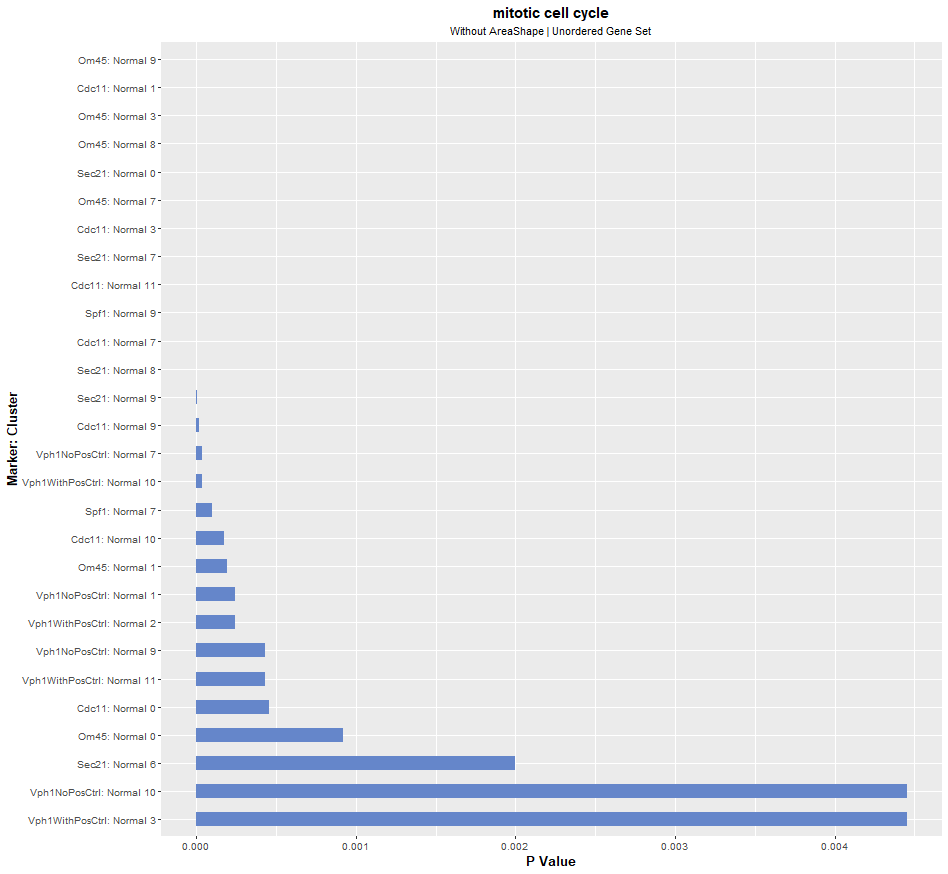 mitotic cell cycle
Without AreaShape | Unordered Gene Set
Marker: Cluster
Om45: Normal 9
Cdc11: Normal 1
Om45: Normal 3
Om45: Normal 8
Sec21: Normal 0
Om45: Normal 7
Cdc11: Normal 3
Sec21: Normal 7
Cdc11: Normal 11
Spf1: Normal 9
Cdc11: Normal 7
Sec21: Normal 8
Sec21: Normal 9
Cdc11: Normal 9
Vph1NoPosCtrl: Normal 7
Vph1WithPosCtrl: Normal 10
Spf1: Normal 7
Cdc11: Normal 10
Om45: Normal 1
Vph1NoPosCtrl: Normal 1
Vph1WithPosCtrl: Normal 2
Vph1NoPosCtrl: Normal 9
Vph1WithPosCtrl: Normal 11
Cdc11: Normal 0
Om45: Normal 0
Sec21: Normal 6
Vph1NoPosCtrl: Normal 10
Vph1WithPosCtrl: Normal 3
0.000 0.001 0.002 0.003 0.004
P Value